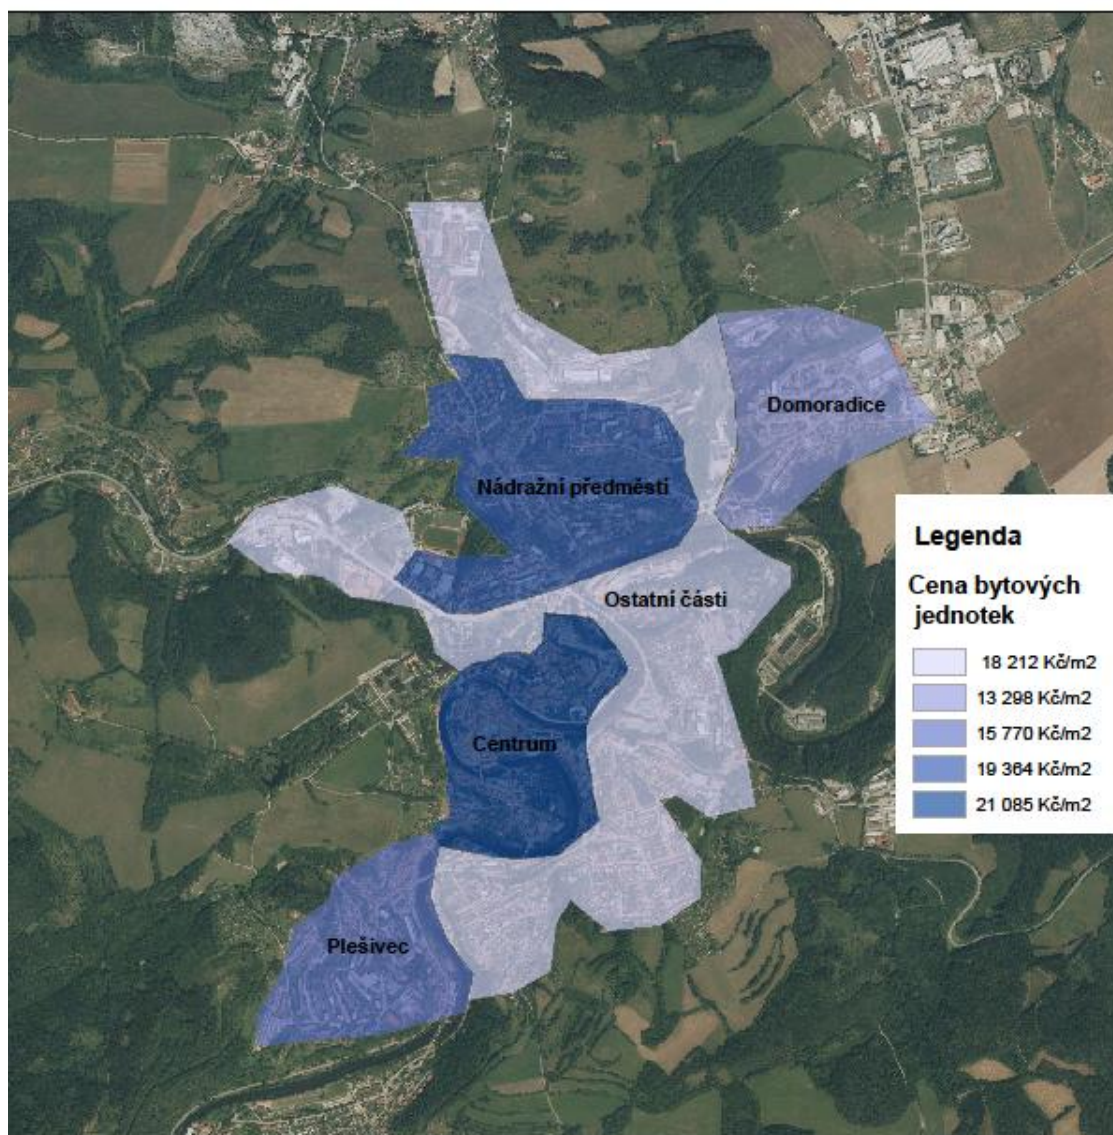 Domoradice
Nádražní předměstí
Ostatní části
Centrum
Plešivec
Legenda
Cena bytových
jednotek
18 212 Kč/m2
13 298 Kč/m2
15 770 Kč/m2
19 364 Kč/m2
21 085 Kč/m2